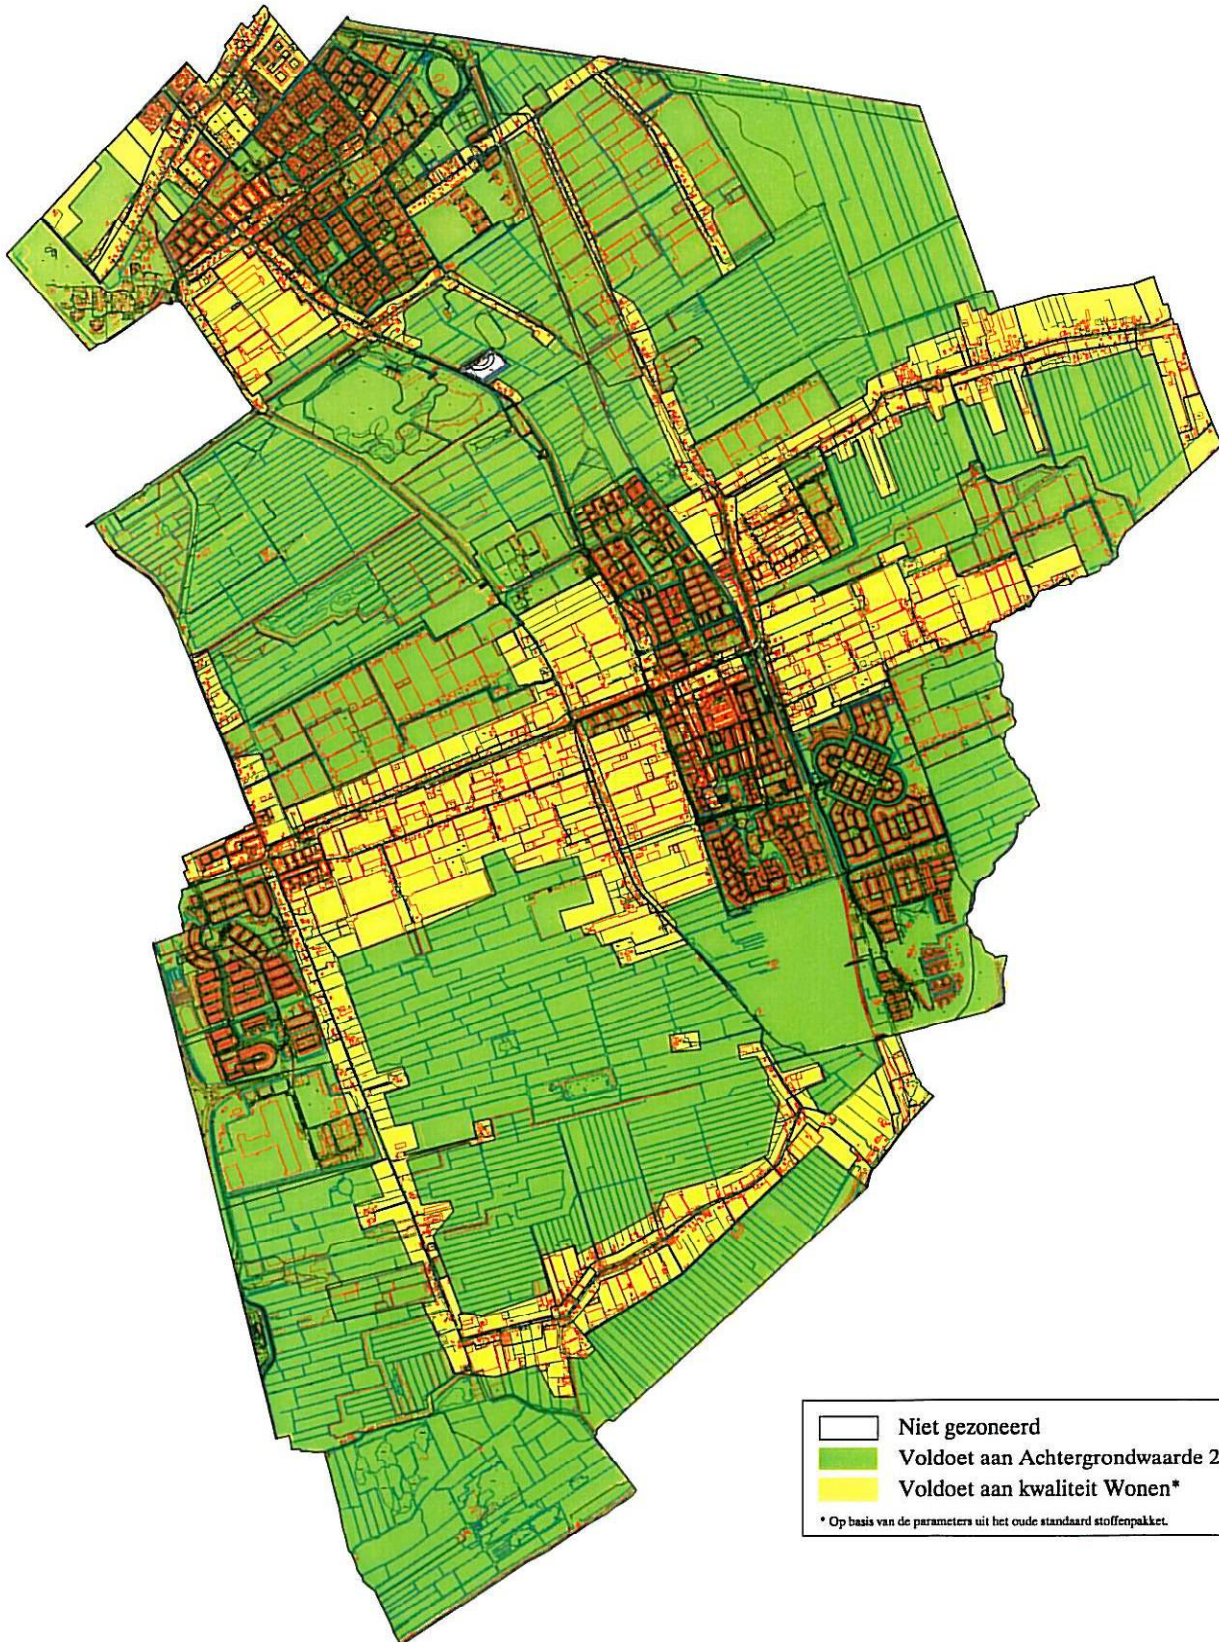 Niet gezoneerd
Voldoet aan Achtergrondwaarde 2
Voldoet aan kwaliteit Wonen*
* Op basis van de parameters uit het oude standaard stoffenpakket.